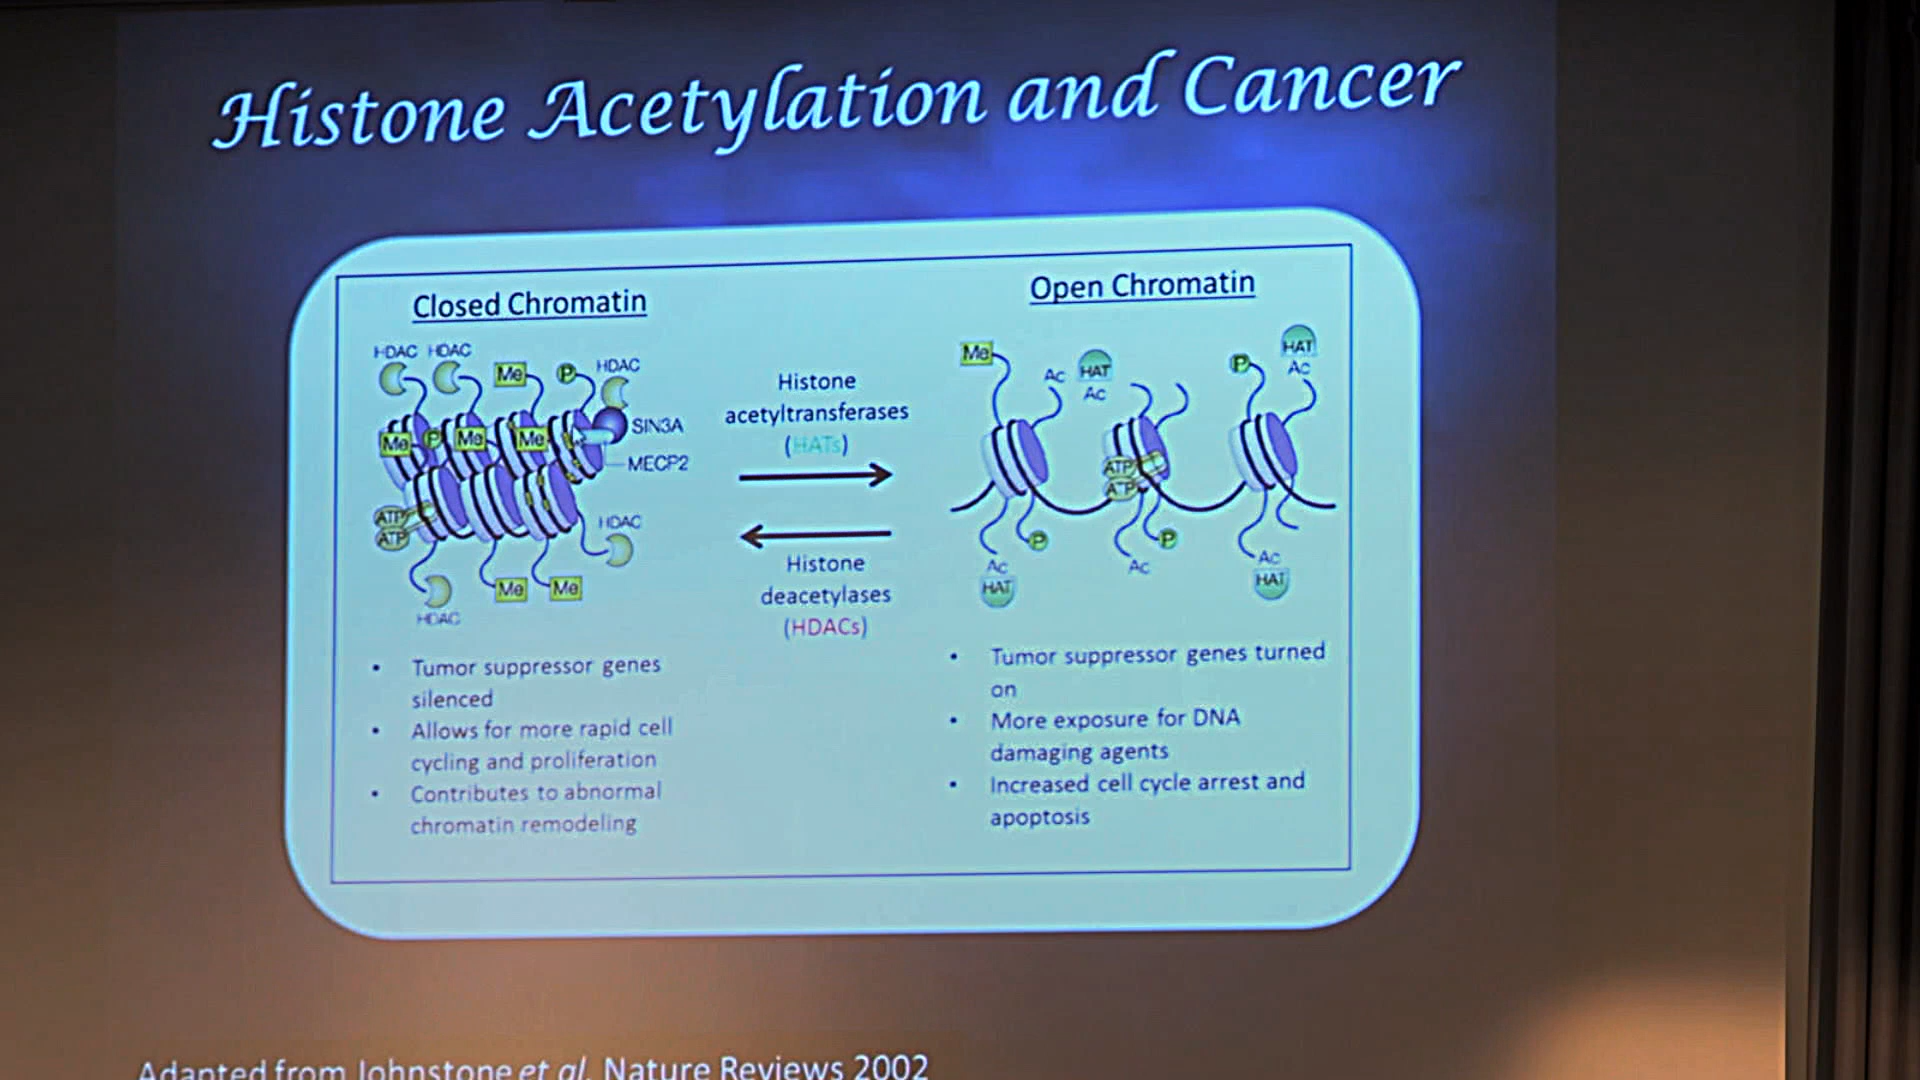 Histone Acetylation and Cancer
Closed Chromatin
HDAC HDAC
Me
P
HDAC
SIN3A
MECP2
Me
P
Me
Me
ATP
ATP
HDAC
Me
Me
HDAC
Tumor suppressor genes
silenced
Allows for more rapid cell
cycling and proliferation
Contributes to abnormal
chromatin remodeling
Histone
acetyltransferases
(HATs)
Histone
deacetylases
(HDACs)
Open Chromatin
Me
Ac
HAT
Ac
P
HAT
Ac
ATP
ATP
P
P
Ac
HAT
Ac
Ac
HAT
Tumor suppressor genes turned
on
More exposure for DNA
damaging agents
Increased cell cycle arrest and
apoptosis
Adapted from Johnstone et al. Nature Reviews 2002